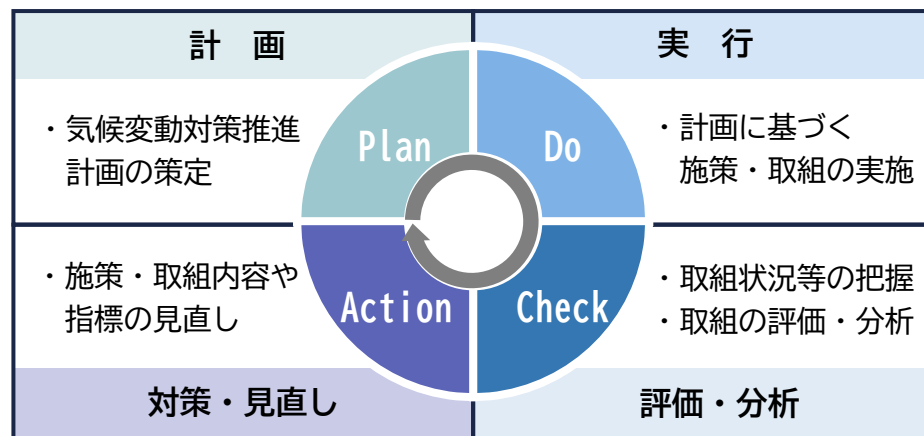 計　画
・気候変動対策推進
計画の策定
Plan
実　行
Do
・計画に基づく
施策・取組の実施
・施策・取組内容や
指標の見直し
Action
対策・見直し
Check
・取組状況等の把握
・取組の評価・分析
評価・分析